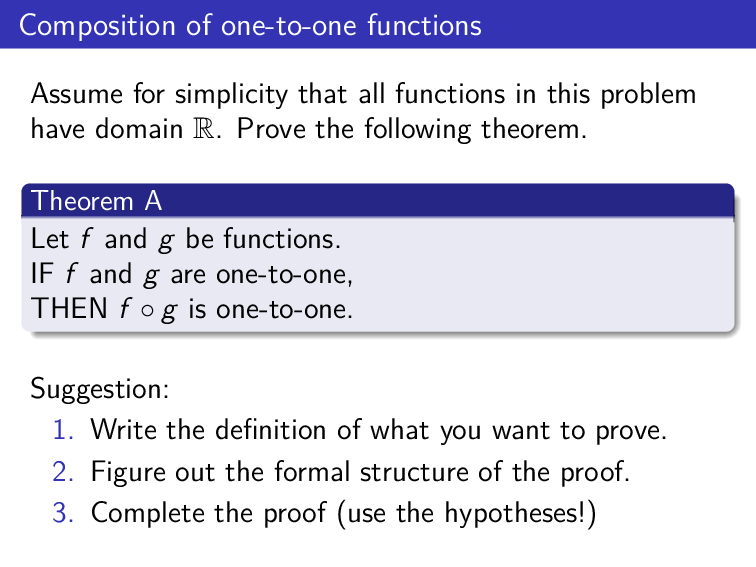 Composition of one-to-one functions
Assume for simplicity that all functions in this problem
have domain ℝ. Prove the following theorem.
Theorem A
Let f and g be functions.
IF f and g are one-to-one,
THEN f ∘ g is one-to-one.
Suggestion:
1. Write the definition of what you want to prove.
2. Figure out the formal structure of the proof.
3. Complete the proof (use the hypotheses!)